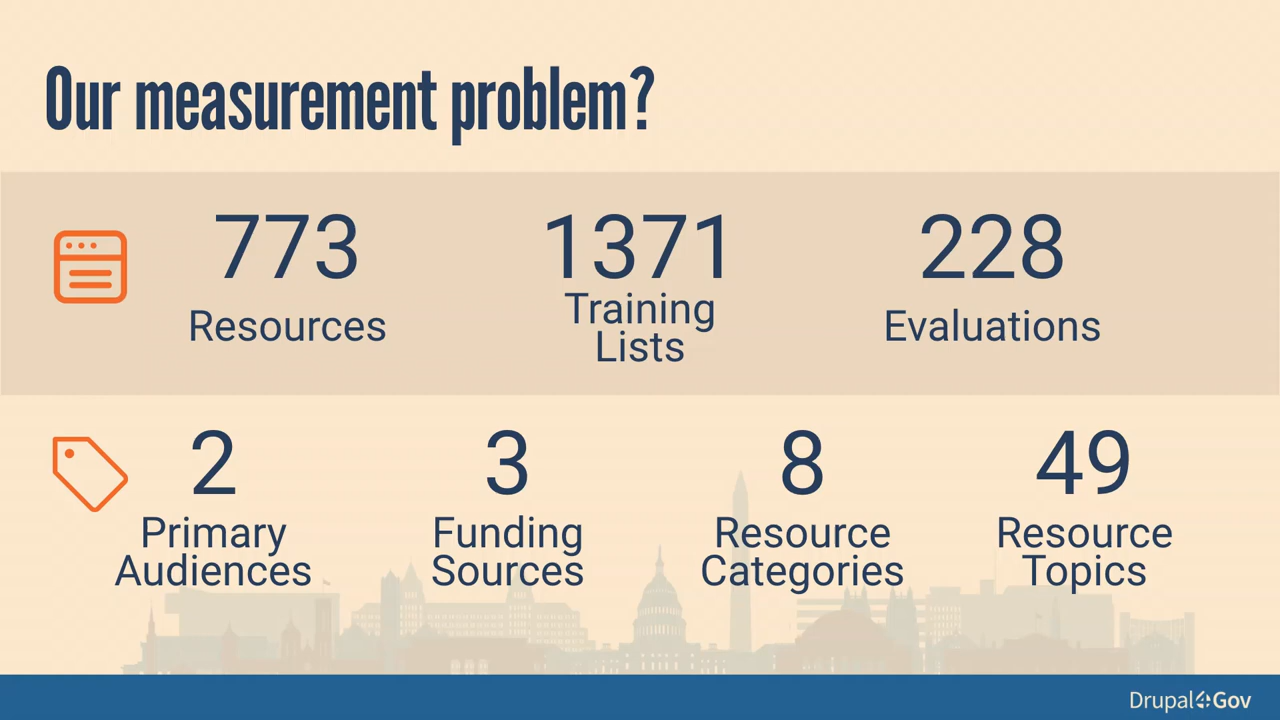 Our measurement problem?
773
Resources
1371
Training
Lists
228
Evaluations
2
Primary
Audiences
3
Funding
Sources
8
Resource
Categories
49
Resource
Topics
Drupal4Gov